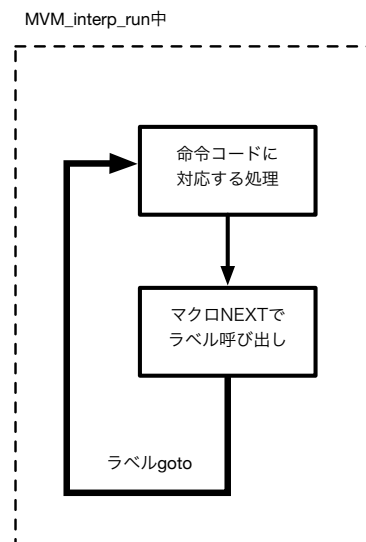 MVM_interp_run中
命令コードに
対応する処理
マクロNEXTで
ラベル呼び出し
ラベルgoto